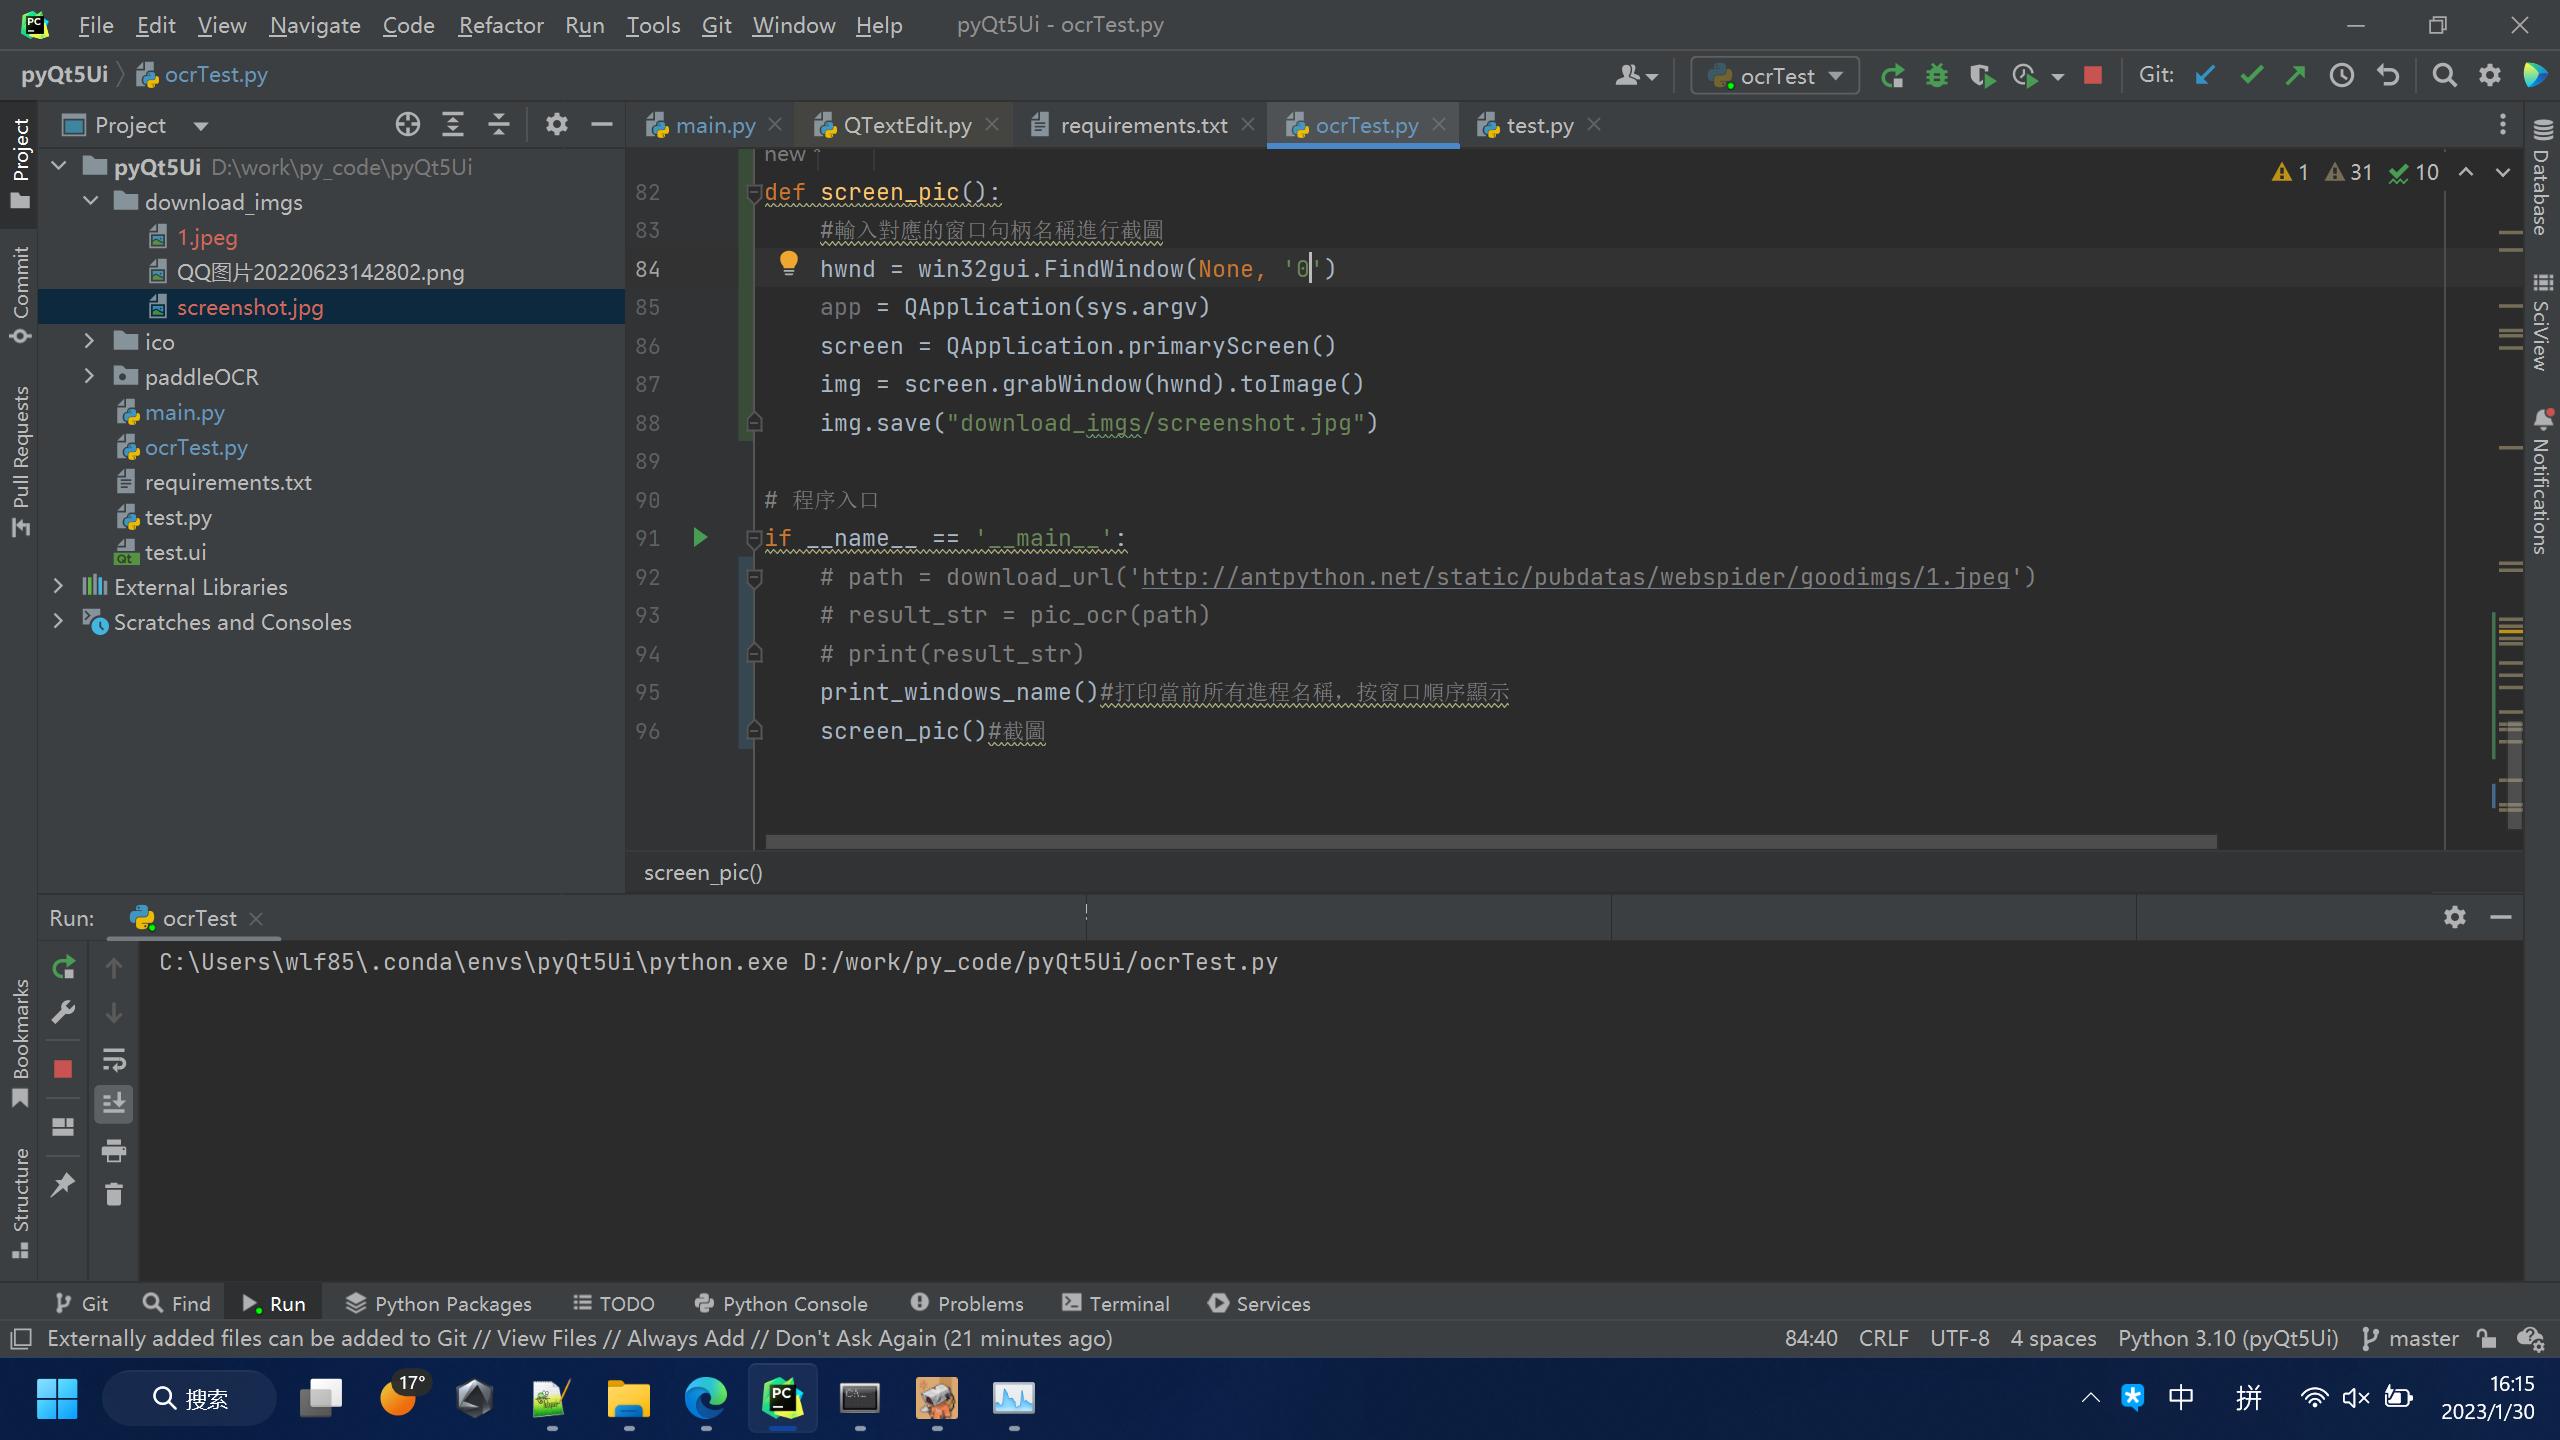 File Edit View Navigate Code Refactor Run Tools Git Window Help pyQt5Ui - ocrTest.py
pyQt5Ui ocrTest.py
ocrTest
Git:
Project
main.py
QTextEdit.py
requirements.txt
ocrTest.py
test.py
pyQt5Ui D:\work\py_code\pyQt5Ui
download_imgs
1.jpeg
QQ图片20220623142802.png
screenshot.jpg
ico
paddleOCR
main.py
ocrTest.py
requirements.txt
test.py
test.ui
External Libraries
Scratches and Consoles
Project
Commit
Pull Requests
Bookmarks
Structure
Database
SciView
Notifications
1 31 10
new *
82 def screen_pic():
83 #輸入對應的窗口句柄名稱進行截圖
84 hwnd = win32gui.FindWindow(None, '0')
85 app = QApplication(sys.argv)
86 screen = QApplication.primaryScreen()
87 img = screen.grabWindow(hwnd).toImage()
88 img.save("download_imgs/screenshot.jpg")
89
90 # 程序入口
91 if __name__ == '__main__':
92 # path = download_url('http://antpython.net/static/pubdatas/webspider/goodimgs/1.jpeg')
93 # result_str = pic_ocr(path)
94 # print(result_str)
95 print_windows_name()#打印當前所有進程名稱，按窗口順序顯示
96 screen_pic()#截圖
screen_pic()
Run: ocrTest
C:\Users\wlf85\.conda\envs\pyQt5Ui\python.exe D:/work/py_code/pyQt5Ui/ocrTest.py
Git Find Run Python Packages TODO Python Console Problems Terminal Services
Externally added files can be added to Git // View Files // Always Add // Don't Ask Again (21 minutes ago)
84:40 CRLF UTF-8 4 spaces Python 3.10 (pyQt5Ui) master
搜索
17°
中
拼
16:15
2023/1/30